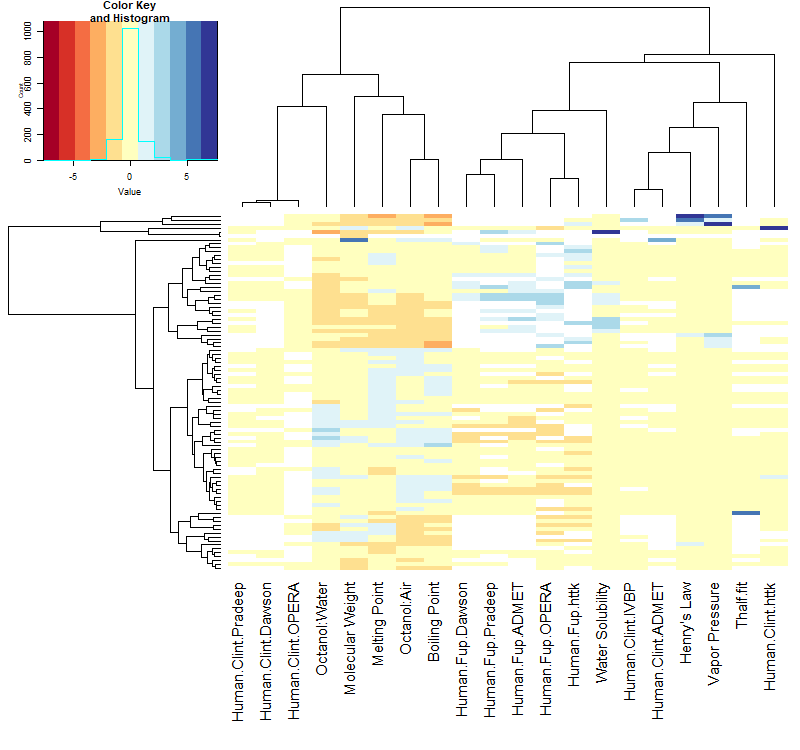 Color Key
and Histogram
Count
0
200
400
600
800
1000
-5
0
5
Value
Human.Clint.Pradeep
Human.Clint.Dawson
Human.Clint.OPERA
Octanol:Water
Molecular Weight
Melting Point
Octanol:Air
Boiling Point
Human.Fup.Dawson
Human.Fup.Pradeep
Human.Fup.ADMET
Human.Fup.OPERA
Human.Fup.httk
Water Solubility
Human.Clint.IVBP
Human.Clint.ADMET
Henry's Law
Vapor Pressure
Thalf.fit
Human.Clint.httk